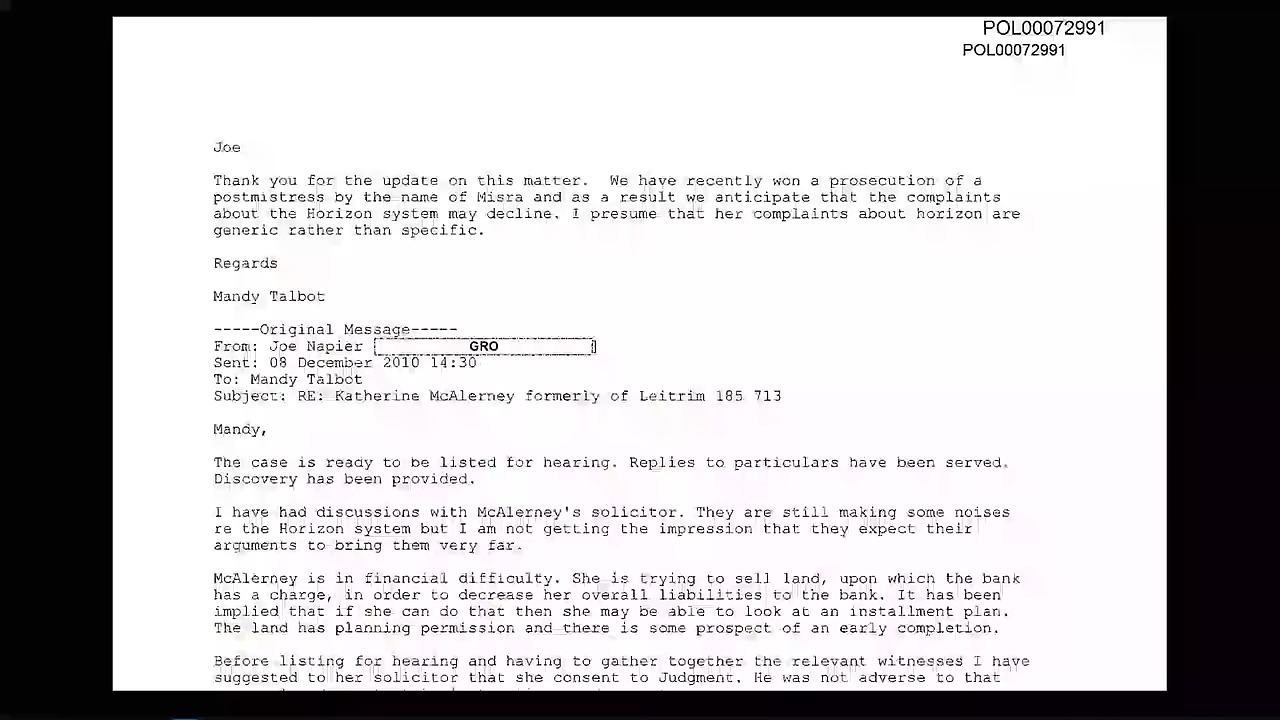 POL00072991
POL00072991
Joe
Thank you for the update on this matter. We have recently won a prosecution of a
postmistress by the name of Misra and as a result we anticipate that the complaints
about the Horizon system may decline. I presume that her complaints about horizon are
generic rather than specific.
Regards
Mandy Talbot
-----Original Message-----
From: Joe Napier GRO
Sent: 08 December 2010 14:30
To: Mandy Talbot
Subject: RE: Katherine McAlerney formerly of Leitrim 185 713
Mandy,
The case is ready to be listed for hearing. Replies to particulars have been served.
Discovery has been provided.
I have had discussions with McAlerney's solicitor. They are still making some noises
re the Horizon system but I am not getting the impression that they expect their
arguments to bring them very far.
McAlerney is in financial difficulty. She is trying to sell land, upon which the bank
has a charge, in order to decrease her overall liabilities to the bank. It has been
implied that if she can do that then she may be able to look at an installment plan.
The land has planning permission and there is some prospect of an early completion.
Before listing for hearing and having to gather together the relevant witnesses I have
suggested to her solicitor that she consent to Judgment. He was not adverse to that